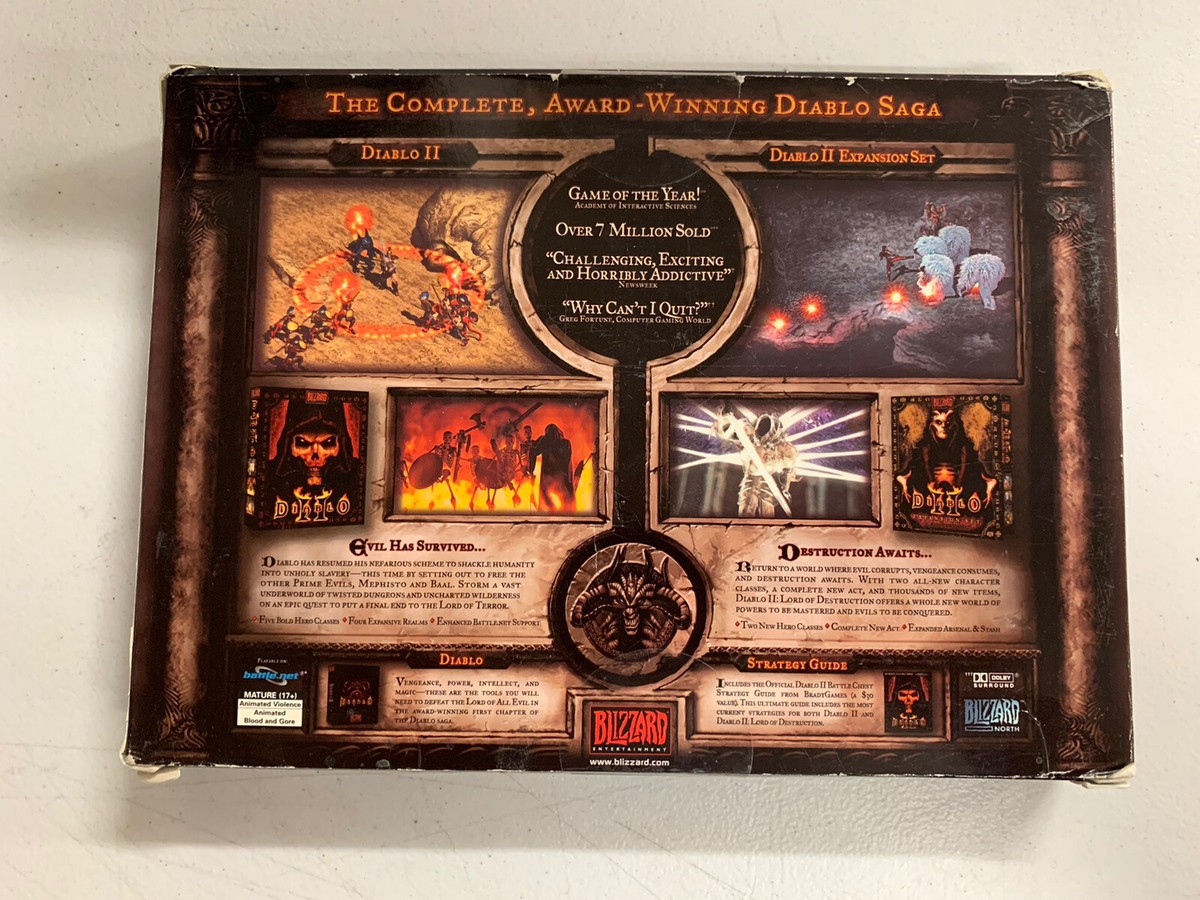 The Complete, Award-Winning Diablo Saga
Diablo II
Diablo II Expansion Set
Game of the Year!
Academy of Interactive Sciences
Over 7 Million Sold
"Challenging, Exciting
and Horribly Addictive"†
Newsweek
"Why Can't I Quit?"††
Greg Fortune, Computer Gaming World
BLIZZARD
DIABLO
II
BLIZZARD
DIABLO
II
EXPANSION SET
Evil Has Survived...
Diablo has resumed his nefarious scheme to shackle humanity
into unholy slavery—this time by setting out to free the
other Prime Evils, Mephisto and Baal. Storm a vast
underworld of twisted dungeons and uncharted wilderness
on an epic quest to put a final end to the Lord of Terror.
Five Bold Hero Classes Four Expansive Realms Enhanced Battle.net Support
Destruction Awaits...
Return to a world where evil corrupts, vengeance consumes,
and destruction awaits. With two all-new character
classes, a complete new act, and thousands of new items,
Diablo II: Lord of Destruction offers a whole new world of
powers to be mastered and evils to be conquered.
Two New Hero Classes Complete New Act Expanded Arsenal & Stash
Playable on:
battle.net
MATURE (17+)
Animated Violence
Animated
Blood and Gore
Diablo
DIABLO
Vengeance, power, intellect, and
magic—these are the tools you will
need to defeat the Lord of All Evil in
the award-winning first chapter of
the Diablo saga.
BLIZZARD
ENTERTAINMENT
www.blizzard.com
Strategy Guide
Includes the Official Diablo II Battle Chest
Strategy Guide from BradyGames (a $20
value). This ultimate guide includes the most
current strategies for both Diablo II and
Diablo II: Lord of Destruction.
DIABLO
††† DOLBY
SURROUND
BLIZZARD
NORTH